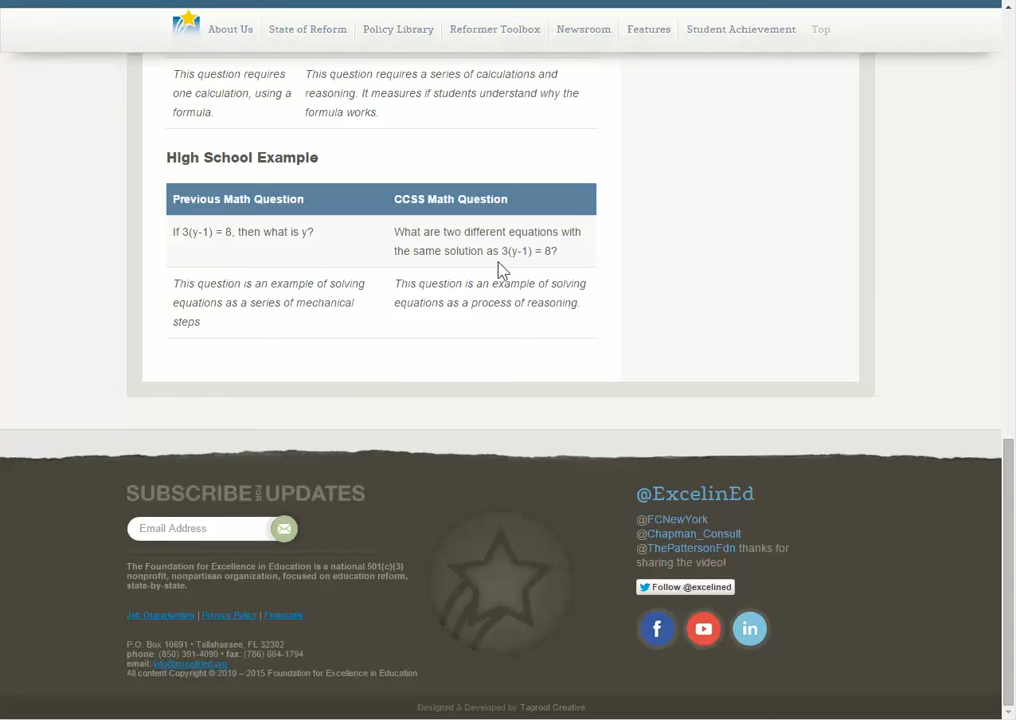 About Us
State of Reform
Policy Library
Reformer Toolbox
Newsroom
Features
Student Achievement
Top
This question requires
one calculation, using a
formula.
This question requires a series of calculations and
reasoning. It measures if students understand why the
formula works.
High School Example
Previous Math Question
CCSS Math Question
If 3(y-1) = 8, then what is y?
What are two different equations with
the same solution as 3(y-1) = 8?
This question is an example of solving
equations as a series of mechanical
steps
This question is an example of solving
equations as a process of reasoning.
SUBSCRIBE FOR UPDATES
Email Address
The Foundation for Excellence in Education is a national 501(c)(3)
nonprofit, nonpartisan organization, focused on education reform,
state-by-state.
Job Opportunities | Privacy Policy | Financials
P.O. Box 10691 • Tallahassee, FL 32302
phone: (850) 391-4090 • fax: (786) 664-1794
email: info@excelined.org
All content Copyright © 2010 – 2015 Foundation for Excellence in Education
@ExcelinEd
@FCNewYork
@Chapman_Consult
@ThePattersonFdn thanks for
sharing the video!
Follow @excelined
f
YouTube
in
Designed & Developed by Taproot Creative